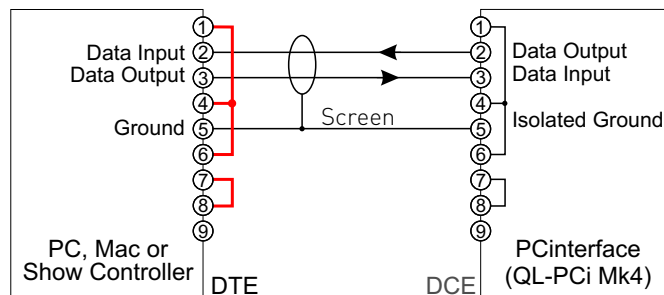 1 1
Data Input 2 2 Data Output
Data Output 3 3 Data Input
4 4
Ground 5 Screen 5 Isolated Ground
6 6
7 7
8 8
9 9
PC, Mac or
Show Controller
DTE
DCE
PCinterface
(QL-PCi Mk4)